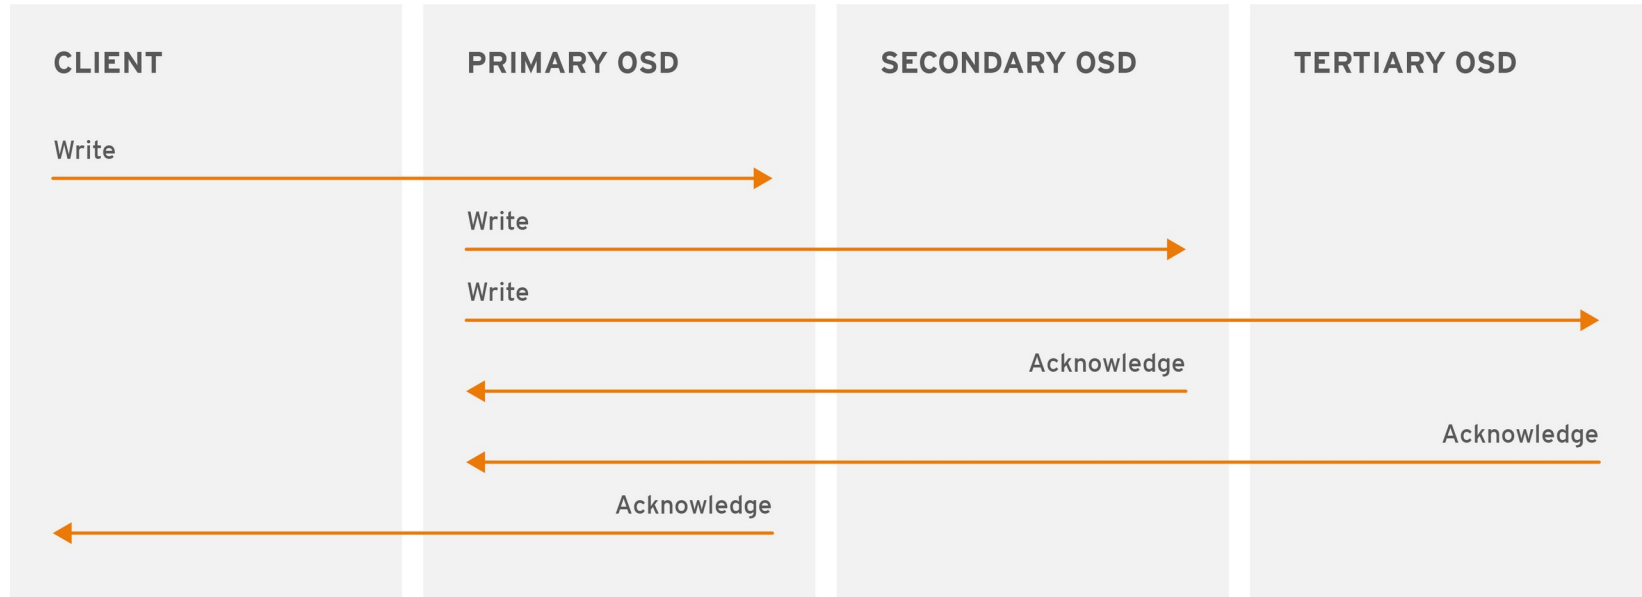 CLIENT
PRIMARY OSD
SECONDARY OSD
TERTIARY OSD
Write
Write
Write
Acknowledge
Acknowledge
Acknowledge